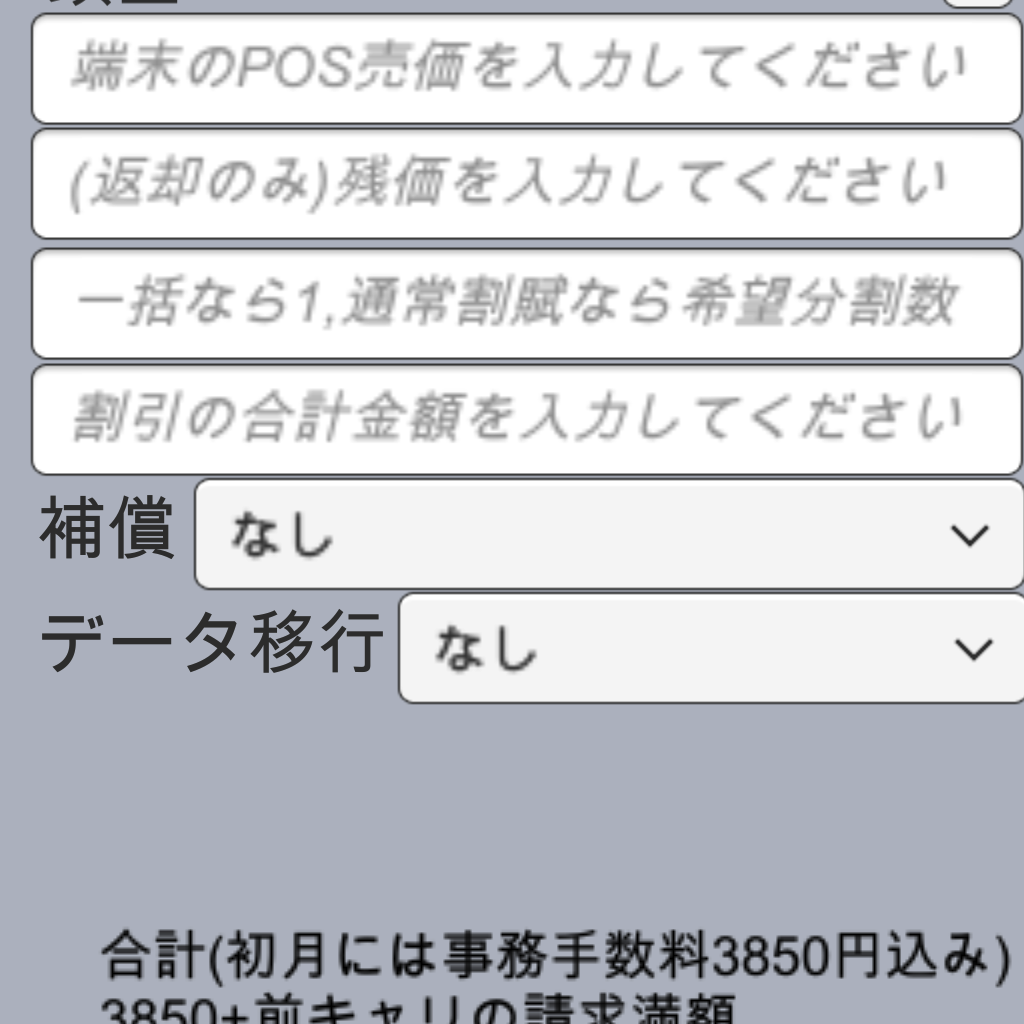 端末のPOS売価を入力してください
(返却のみ)残価を入力してください
一括なら1,通常割賦なら希望分割数
割引の合計金額を入力してください
補償 なし
データ移行 なし
合計(初月には事務手数料3850円込み)
3850+前キャリの請求満額